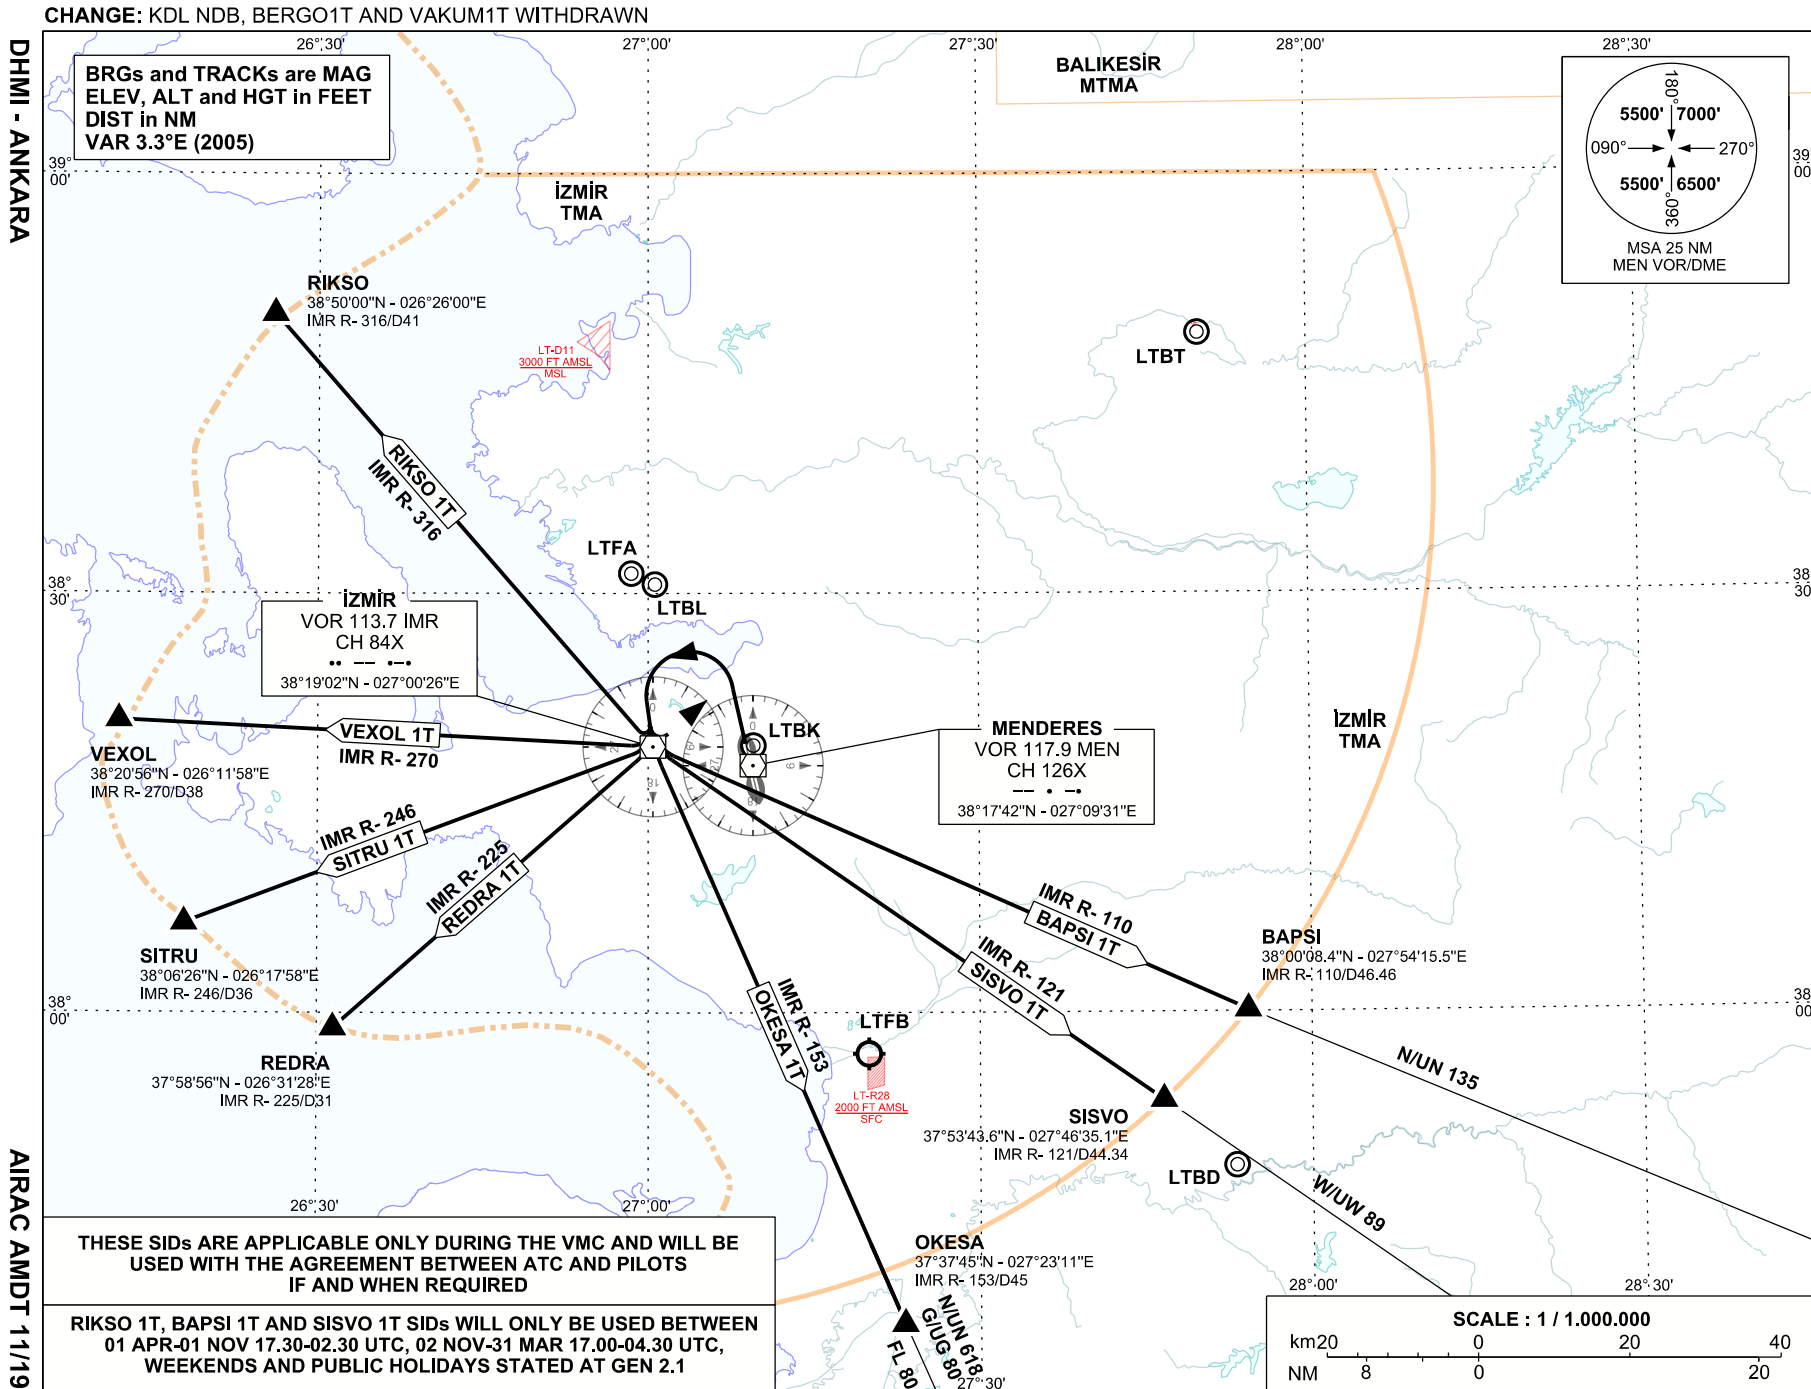 CHANGE: KDL NDB, BERGO1T AND VAKUM1T WITHDRAWN
DHMI - ANKARA
AIRAC AMDT 11/19
26°30'
27°00'
27°30'
28°00'
28°30'
BRGs and TRACKs are MAG
ELEV, ALT and HGT in FEET
DIST in NM
VAR 3.3°E (2005)
BALIKESİR
MTMA
180°
5500' 7000'
090° 270°
5500' 6500'
360°
MSA 25 NM
MEN VOR/DME
39°
00'
39
00
İZMİR
TMA
RIKSO
38°50'00"N - 026°26'00"E
IMR R- 316/D41
LT-D11
3000 FT AMSL
MSL
LTBT
RIKSO 1T
IMR R- 316
LTFA
LTBL
38°
30'
38
30
İZMİR
VOR 113.7 IMR
CH 84X
38°19'02"N - 027°00'26"E
LTBK
MENDERES
VOR 117.9 MEN
CH 126X
38°17'42"N - 027°09'31"E
İZMİR
TMA
VEXOL 1T
IMR R- 270
VEXOL
38°20'56"N - 026°11'58"E
IMR R- 270/D38
IMR R- 246
SITRU 1T
IMR R- 225
REDRA 1T
SITRU
38°06'26"N - 026°17'58"E
IMR R- 246/D36
IMR R- 110
BAPSI 1T
IMR R- 121
SISVO 1T
BAPSI
38°00'08.4"N - 027°54'15.5"E
IMR R- 110/D46.46
IMR R- 153
OKESA 1T
38°
00'
38
00
LTFB
LT-R28
2000 FT AMSL
SFC
REDRA
37°58'56"N - 026°31'28"E
IMR R- 225/D31
N/UN 135
SISVO
37°53'43.6"N - 027°46'35.1"E
IMR R- 121/D44.34
LTBD
W/UW 89
26°30'
27°00'
OKESA
37°37'45"N - 027°23'11"E
IMR R- 153/D45
N/UN 618
G/UG 80
FL 80
27°30'
28°00'
28°30'
THESE SIDs ARE APPLICABLE ONLY DURING THE VMC AND WILL BE
USED WITH THE AGREEMENT BETWEEN ATC AND PILOTS
IF AND WHEN REQUIRED
RIKSO 1T, BAPSI 1T AND SISVO 1T SIDs WILL ONLY BE USED BETWEEN
01 APR-01 NOV 17.30-02.30 UTC, 02 NOV-31 MAR 17.00-04.30 UTC,
WEEKENDS AND PUBLIC HOLIDAYS STATED AT GEN 2.1
SCALE : 1 / 1.000.000
km20 0 20 40
NM 8 0 20